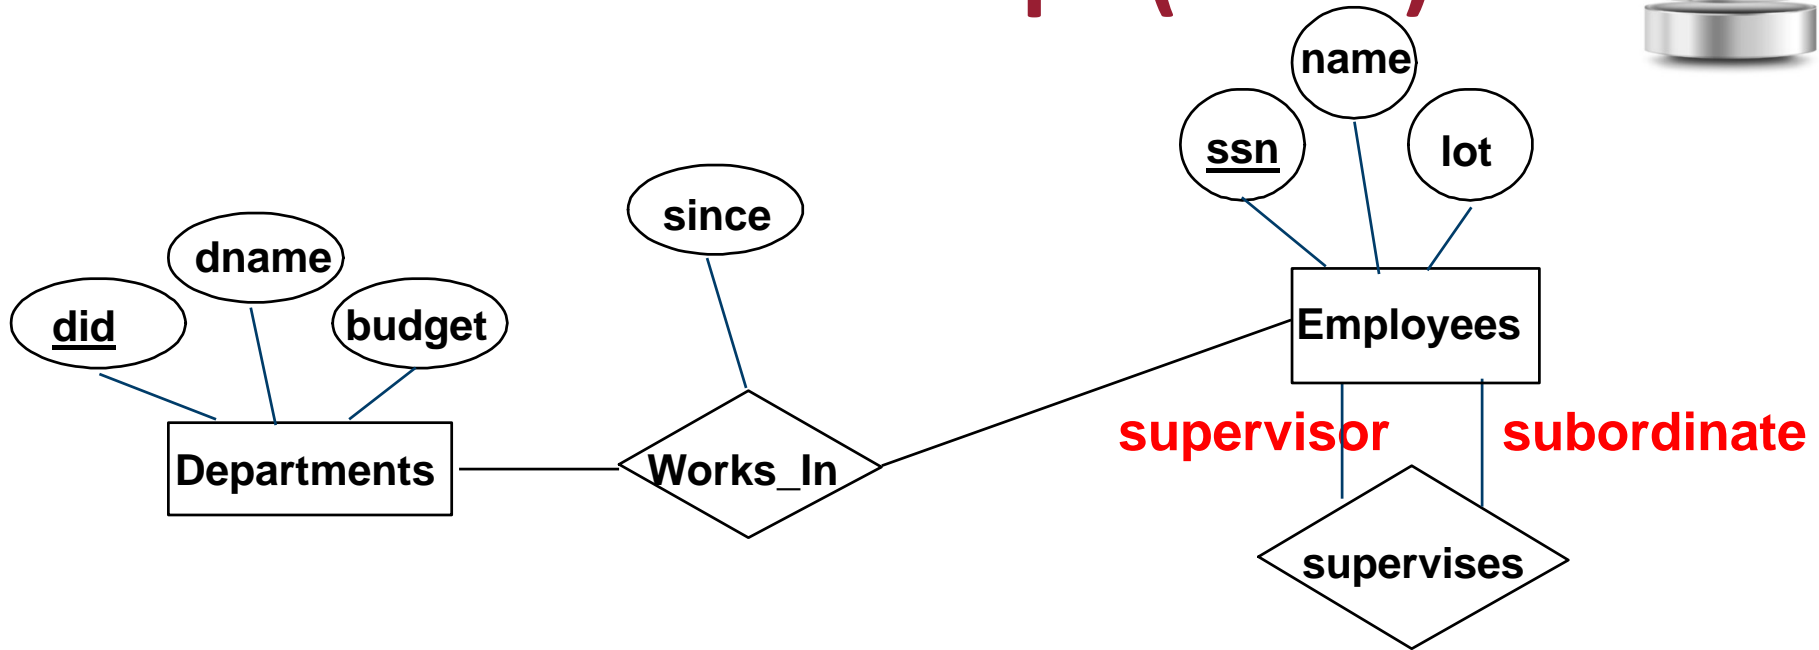 name
ssn
lot
since
dname
did
budget
Employees
supervisor
subordinate
Departments
Works_In
supervises